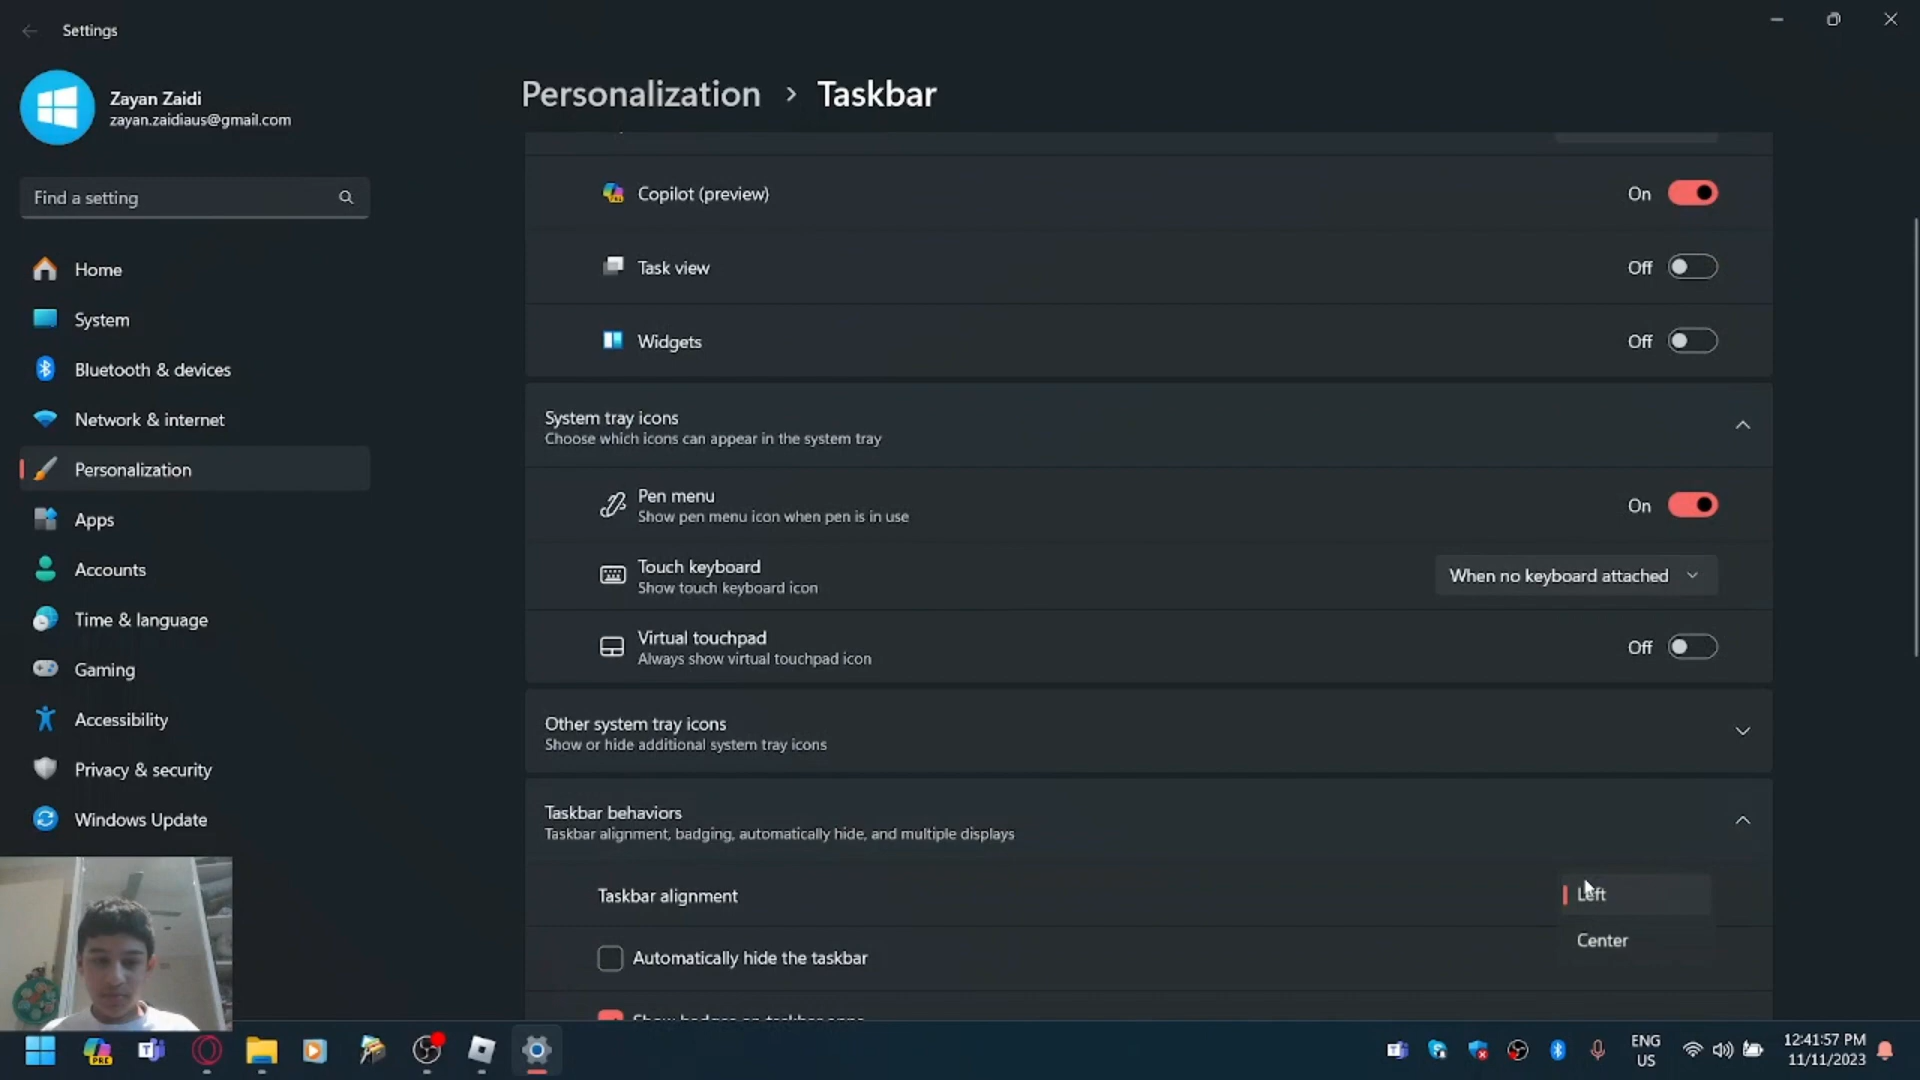 Settings
Zayan Zaidi
zayan.zaidiaus@gmail.com
Find a setting
Home
System
Bluetooth & devices
Network & internet
Personalization
Apps
Accounts
Time & language
Gaming
Accessibility
Privacy & security
Windows Update
Personalization > Taskbar
Copilot (preview) On
Task view Off
Widgets Off
System tray icons
Choose which icons can appear in the system tray
Pen menu
Show pen menu icon when pen is in use
On
Touch keyboard
Show touch keyboard icon
When no keyboard attached
Virtual touchpad
Always show virtual touchpad icon
Off
Other system tray icons
Show or hide additional system tray icons
Taskbar behaviors
Taskbar alignment, badging, automatically hide, and multiple displays
Taskbar alignment
Left
Center
Automatically hide the taskbar
Show badges on taskbar apps
PRE
ENG
US
12:41:57 PM
11/11/2023